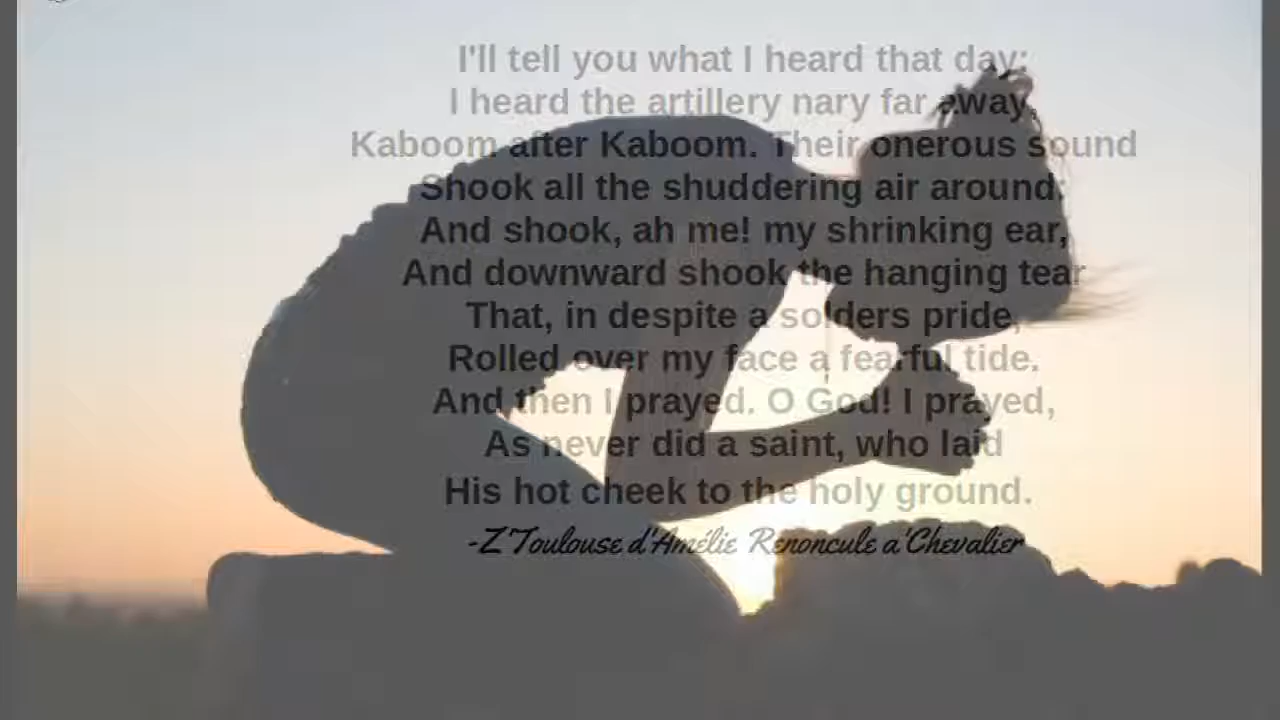 I'll tell you what I heard that day:
I heard the artillery nary far away,
Kaboom after Kaboom. Their onerous sound
Shook all the shuddering air around:
And shook, ah me! my shrinking ear,
And downward shook the hanging tear
That, in despite a solders pride,
Rolled over my face a fearful tide.
And then I prayed. O God! I prayed,
As never did a saint, who laid
His hot cheek to the holy ground.
-Z'Toulouse d'Amélie Renoncule a'Chevalier